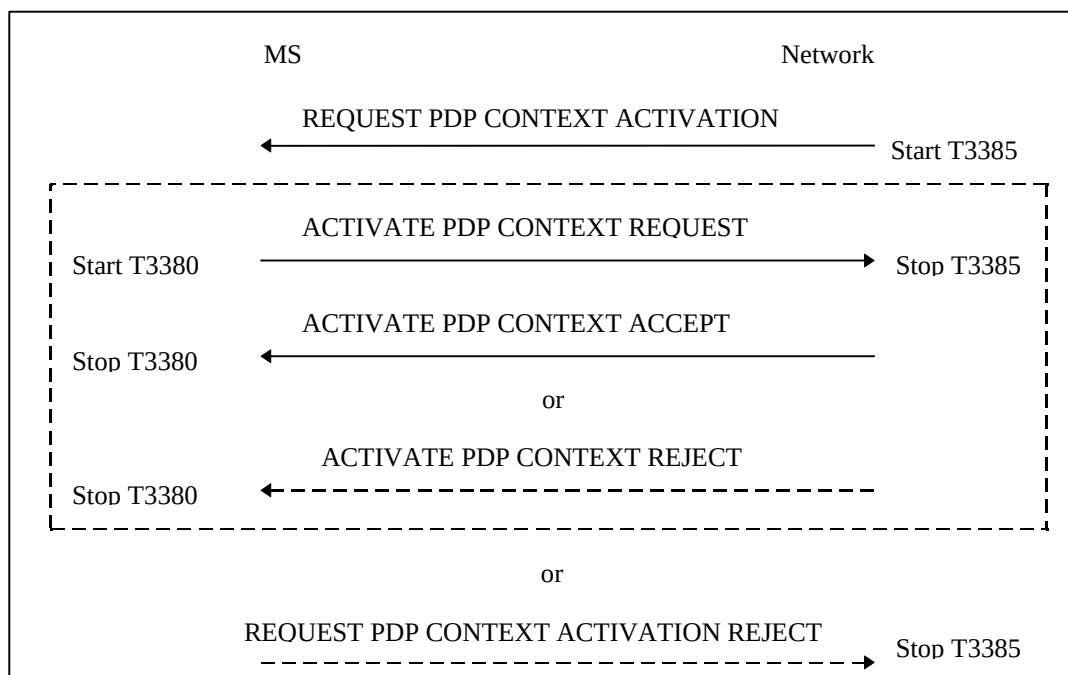 MS Network
REQUEST PDP CONTEXT ACTIVATION
Start T3385
ACTIVATE PDP CONTEXT REQUEST
Start T3380 Stop T3385
ACTIVATE PDP CONTEXT ACCEPT
Stop T3380
or
ACTIVATE PDP CONTEXT REJECT
Stop T3380
or
REQUEST PDP CONTEXT ACTIVATION REJECT
Stop T3385